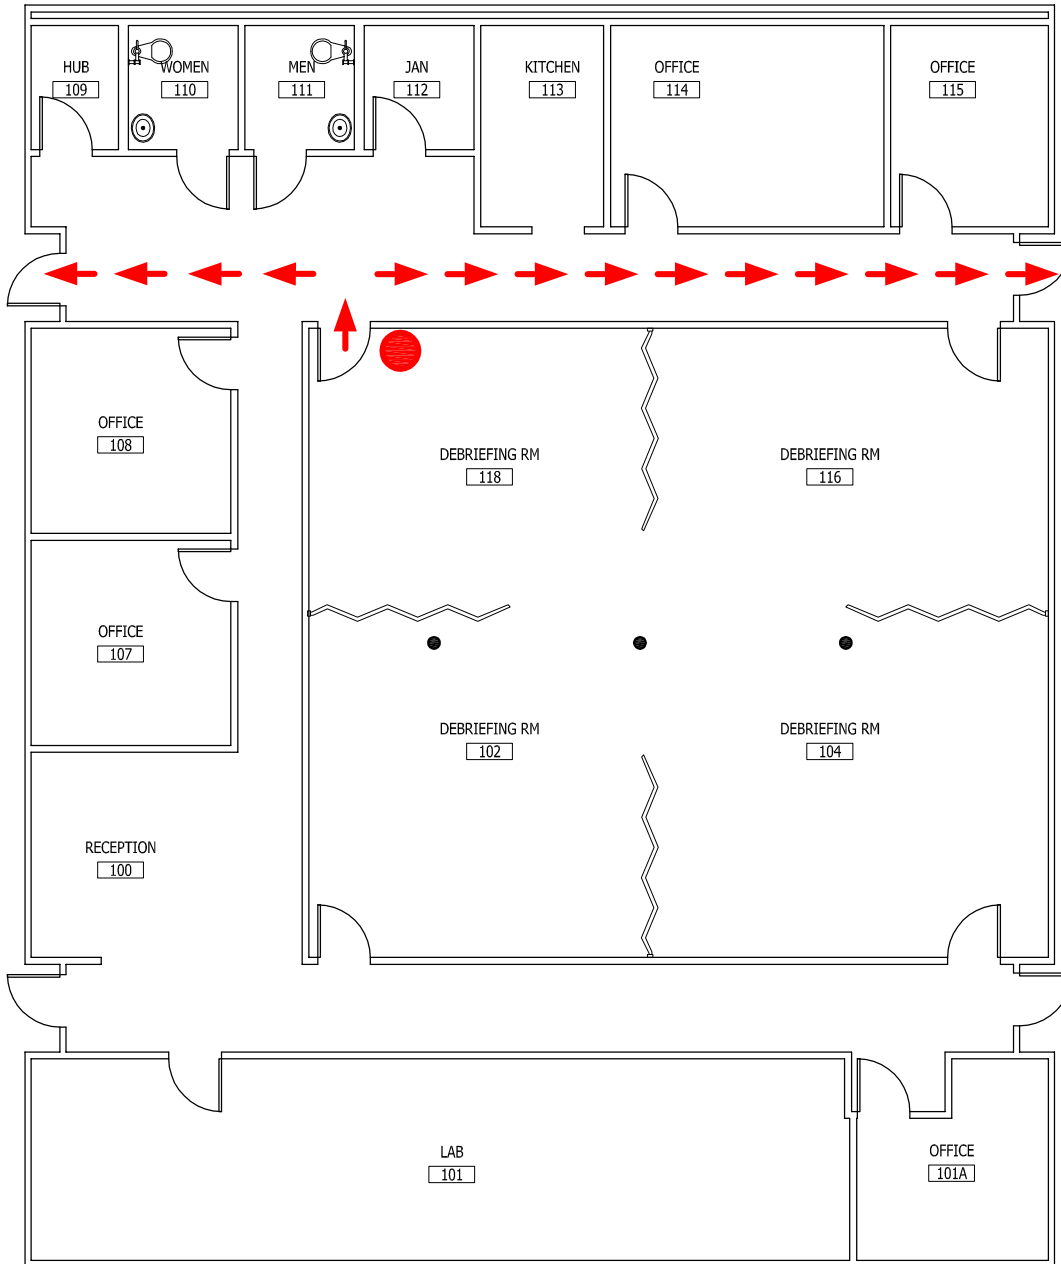 HUB
109
WOMEN
110
MEN
111
JAN
112
KITCHEN
113
OFFICE
114
OFFICE
115
OFFICE
108
DEBRIEFING RM
118
DEBRIEFING RM
116
OFFICE
107
DEBRIEFING RM
102
DEBRIEFING RM
104
RECEPTION
100
LAB
101
OFFICE
101A